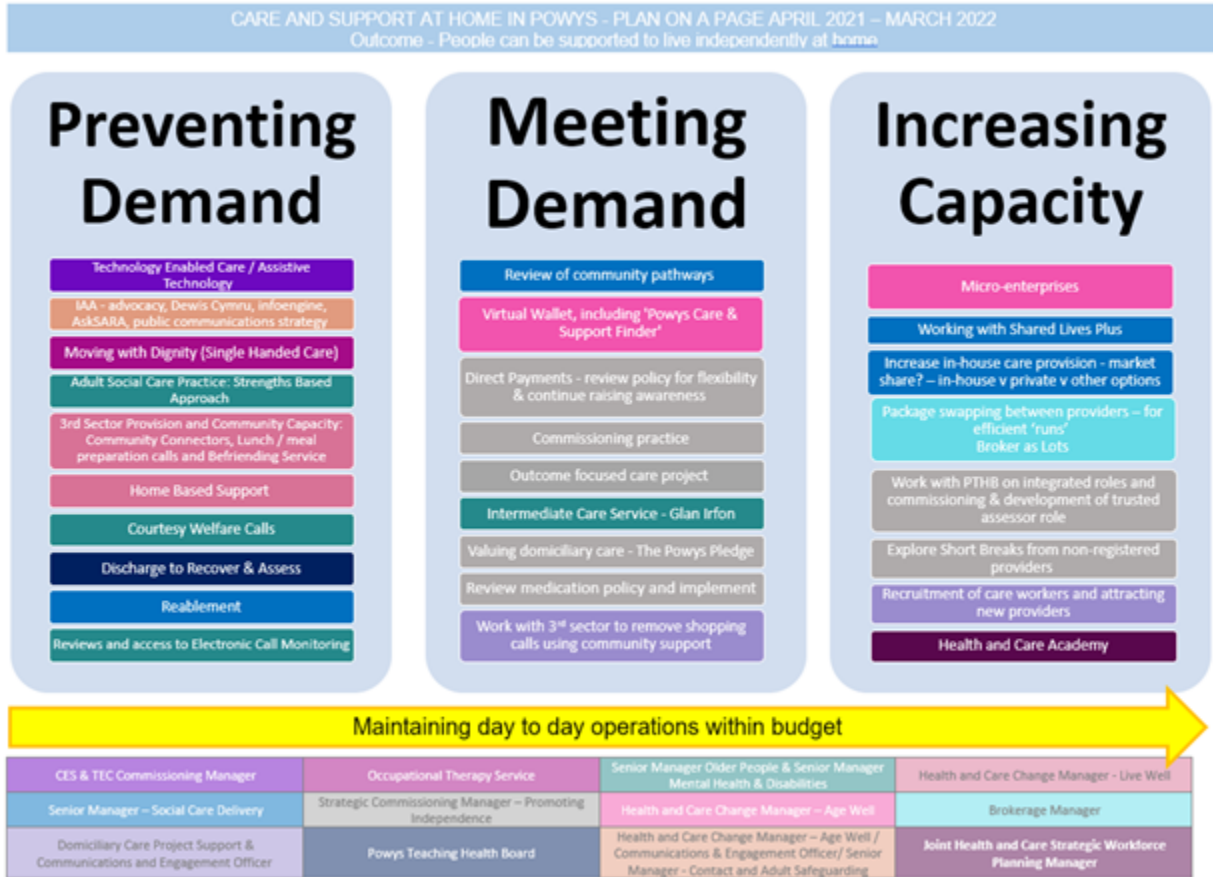 CARE AND SUPPORT AT HOME IN POWYS - PLAN ON A PAGE APRIL 2021 – MARCH 2022
Outcome - People can be supported to live independently at home
Preventing
Demand
Technology Enabled Care / Assistive
Technology
IAA - advocacy, Dewis Cymru, infoengine,
AskSARA, public communications strategy
Moving with Dignity (Single Handed Care)
Adult Social Care Practice: Strengths Based
Approach
3rd Sector Provision and Community Capacity:
Community Connectors, Lunch / meal
preparation calls and Befriending Service
Home Based Support
Courtesy Welfare Calls
Discharge to Recover & Assess
Reablement
Reviews and access to Electronic Call Monitoring
Meeting
Demand
Review of community pathways
Virtual Wallet, including 'Powys Care &
Support Finder'
Direct Payments - review policy for flexibility
& continue raising awareness
Commissioning practice
Outcome focused care project
Intermediate Care Service - Glan Irfon
Valuing domiciliary care - The Powys Pledge
Review medication policy and implement
Work with 3rd sector to remove shopping
calls using community support
Increasing
Capacity
Micro-enterprises
Working with Shared Lives Plus
Increase in-house care provision - market
share? – in-house v private v other options
Package swapping between providers – for
efficient 'runs'
Broker as Lots
Work with PTHB on integrated roles and
commissioning & development of trusted
assessor role
Explore Short Breaks from non-registered
providers
Recruitment of care workers and attracting
new providers
Health and Care Academy
Maintaining day to day operations within budget
CES & TEC Commissioning Manager
Occupational Therapy Service
Senior Manager Older People & Senior Manager
Mental Health & Disabilities
Health and Care Change Manager - Live Well
Senior Manager – Social Care Delivery
Strategic Commissioning Manager – Promoting
Independence
Health and Care Change Manager – Age Well
Brokerage Manager
Domiciliary Care Project Support &
Communications and Engagement Officer
Powys Teaching Health Board
Health and Care Change Manager – Age Well /
Communications & Engagement Officer/ Senior
Manager - Contact and Adult Safeguarding
Joint Health and Care Strategic Workforce
Planning Manager